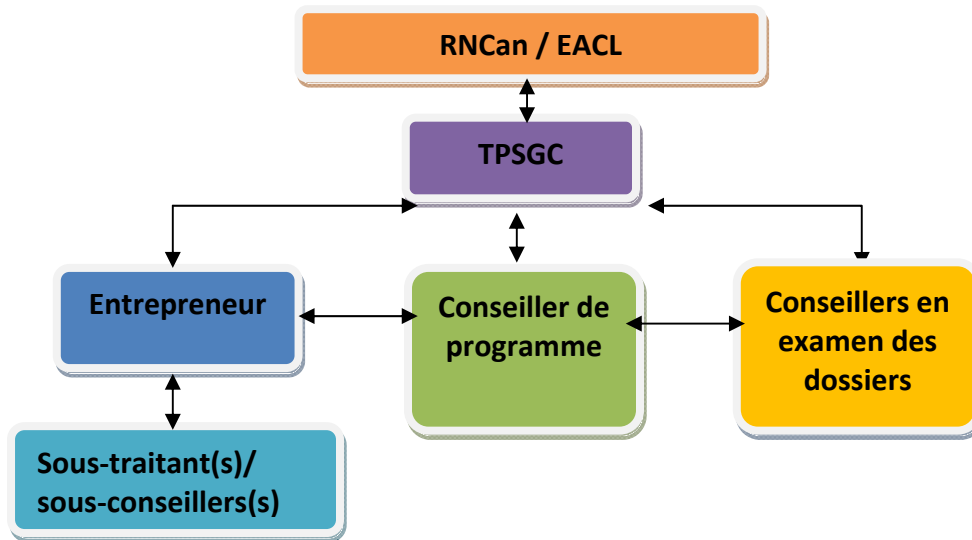 RNCan / EACL
TPSGC
Entrepreneur
Conseiller de
programme
Conseillers en
examen des
dossiers
Sous-traitant(s)/
sous-conseillers(s)